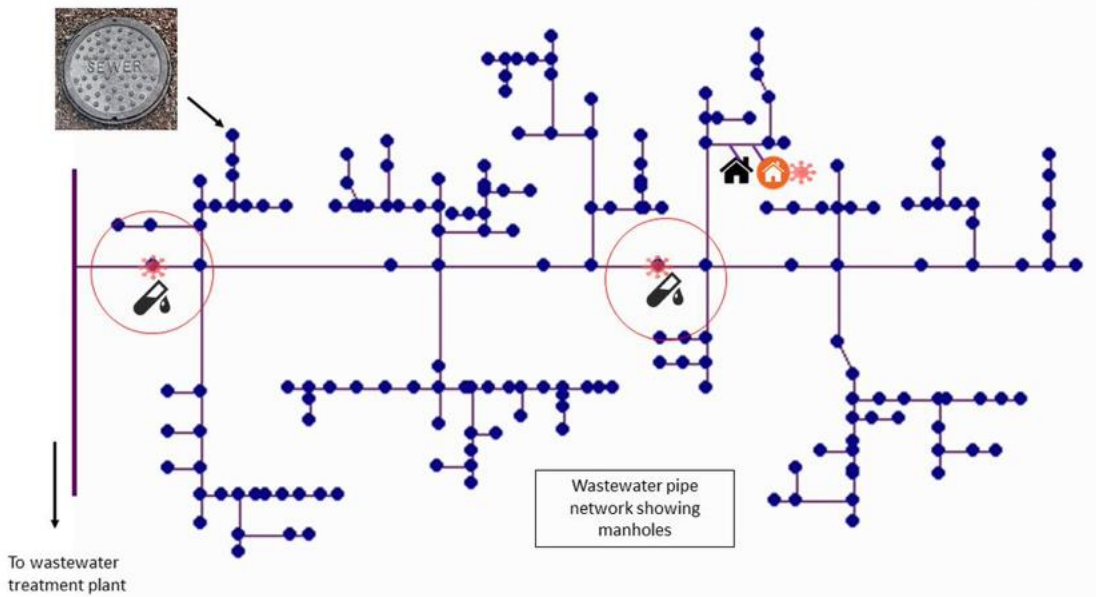 SEWER
Wastewater pipe
network showing
manholes
To wastewater
treatment plant